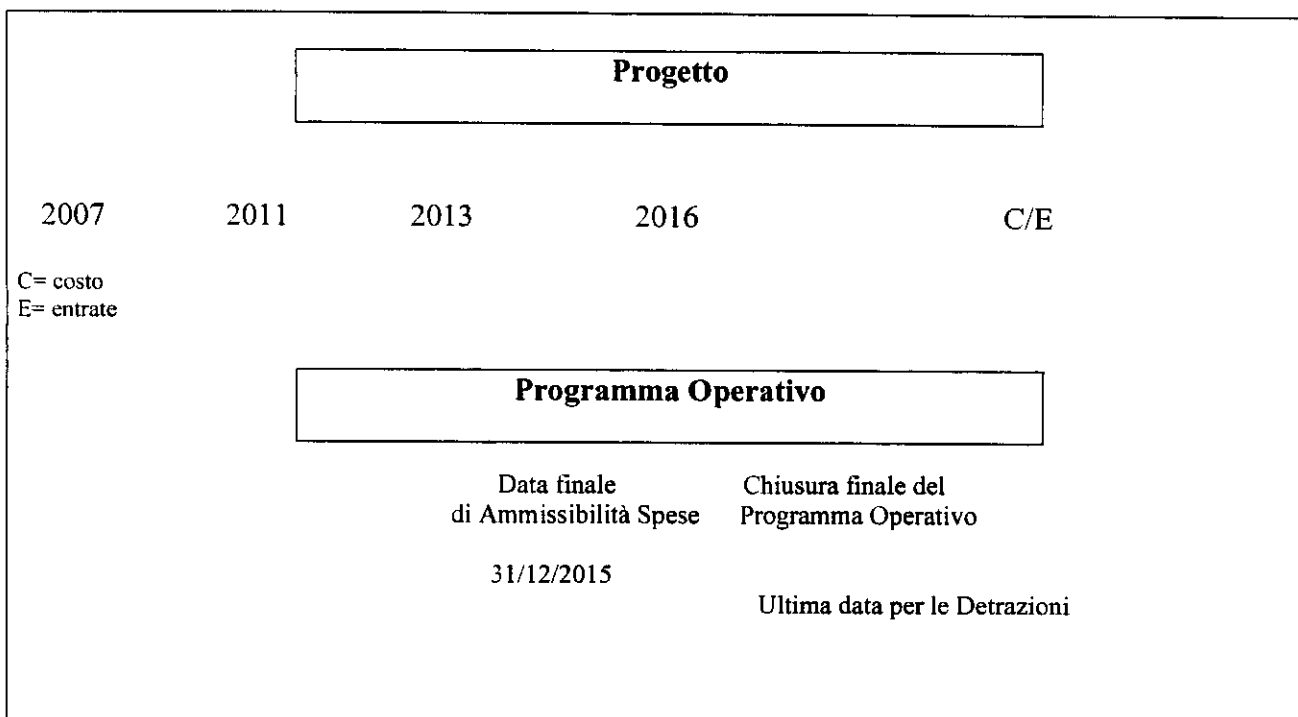 Progetto
2007 2011 2013 2016 C/E
C= costo
E= entrate
Programma Operativo
Data finale
di Ammissibilità Spese
31/12/2015
Chiusura finale del
Programma Operativo
Ultima data per le Detrazioni